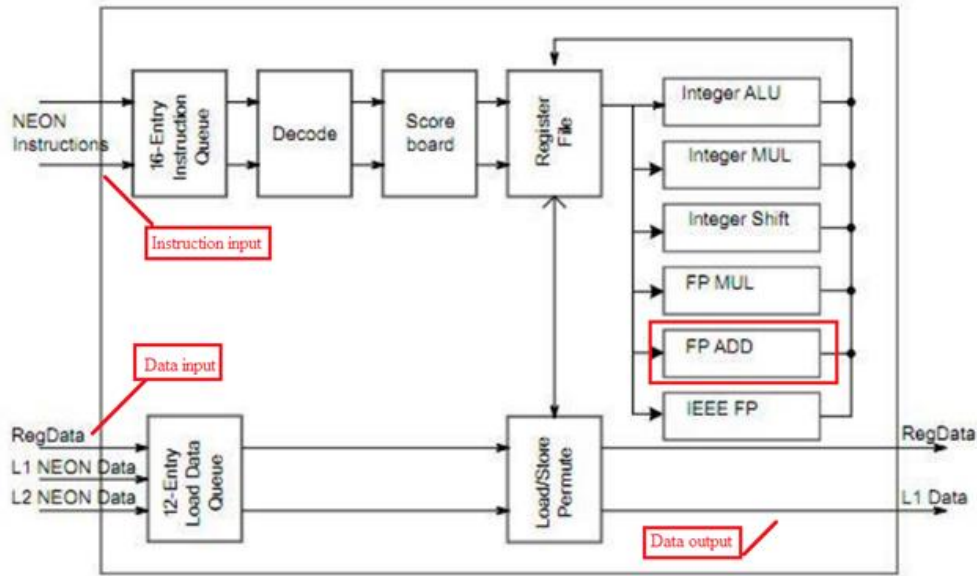 NEON
Instructions
16-Entry
Instruction
Queue
Decode
Score
board
Register
File
Integer ALU
Integer MUL
Integer Shift
FP MUL
FP ADD
IEEE FP
Instruction input
Data input
RegData
L1 NEON Data
L2 NEON Data
12-Entry
Load Data
Queue
Load/Store
Permute
RegData
L1 Data
Data output